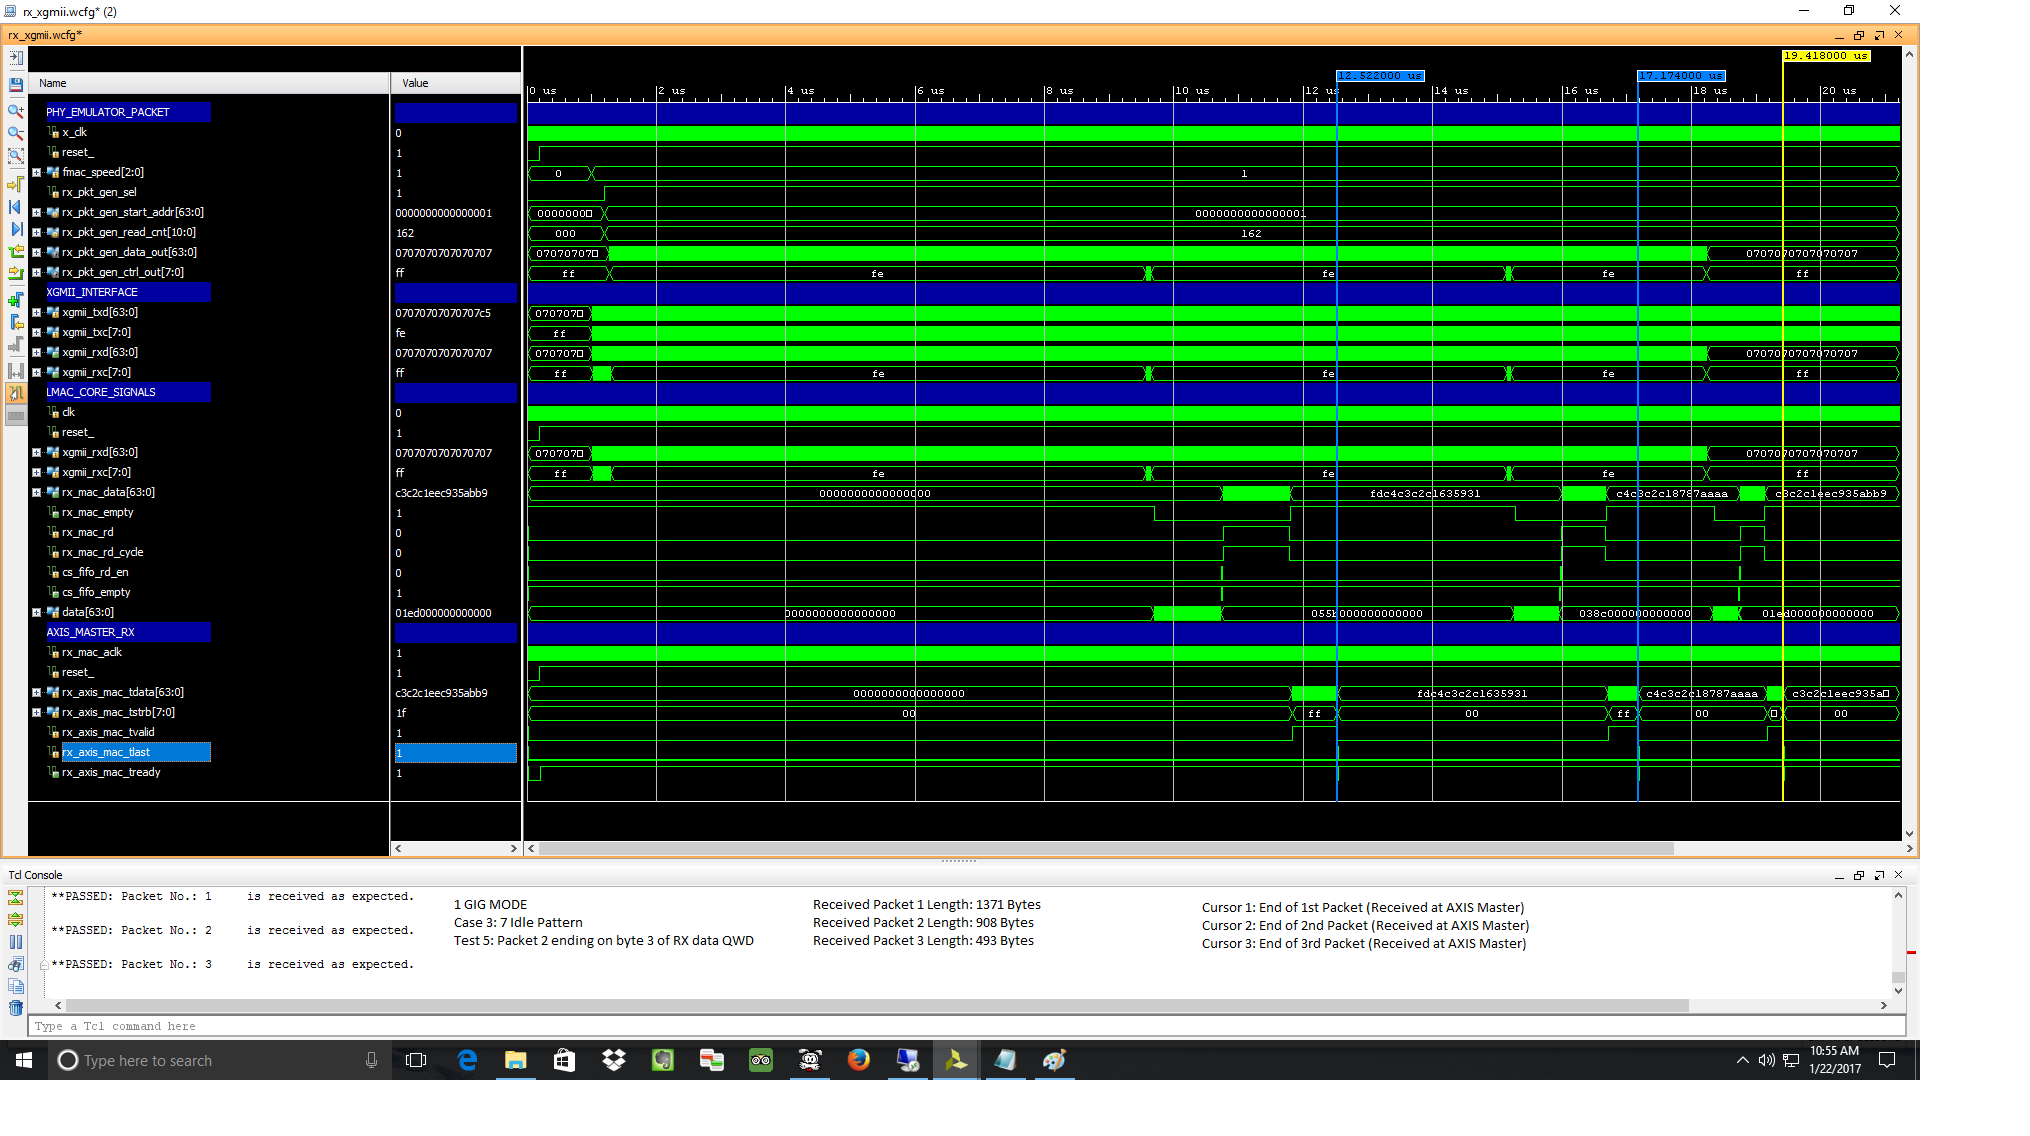 rx_xgmii.wcfg* (2)
rx_xgmii.wcfg*
19.418000 us
12.522000 us 17.174000 us
Name Value
0 us 2 us 4 us 6 us 8 us 10 us 12 us 14 us 16 us 18 us 20 us
PHY_EMULATOR_PACKET
x_clk 0
reset_ 1
fmac_speed[2:0] 1 0 1
rx_pkt_gen_sel 1
rx_pkt_gen_start_addr[63:0] 0000000000000001 0000000 0000000000000001
rx_pkt_gen_read_cnt[10:0] 162 000 162
rx_pkt_gen_data_out[63:0] 0707070707070707 07070707 0707070707070707
rx_pkt_gen_ctrl_out[7:0] ff ff fe fe fe ff
XGMII_INTERFACE
xgmii_txd[63:0] 07070707070707c5 070707
xgmii_txc[7:0] fe ff
xgmii_rxd[63:0] 0707070707070707 070707 0707070707070707
xgmii_rxc[7:0] ff ff fe fe fe ff
LMAC_CORE_SIGNALS
clk 0
reset_ 1
xgmii_rxd[63:0] 0707070707070707 070707 0707070707070707
xgmii_rxc[7:0] ff ff fe fe fe ff
rx_mac_data[63:0] c3c2c1eec935abb9 0000000000000000 fdc4c3c2c1635931 c4c3c2c18787aaaa c3c2c1eec935abb9
rx_mac_empty 1
rx_mac_rd 0
rx_mac_rd_cycle 0
cs_fifo_rd_en 0
cs_fifo_empty 1
data[63:0] 01ed000000000000 0000000000000000 055b000000000000 038c000000000000 01ed000000000000
AXIS_MASTER_RX
rx_mac_aclk 1
reset_ 1
rx_axis_mac_tdata[63:0] c3c2c1eec935abb9 0000000000000000 fdc4c3c2c1635931 c4c3c2c18787aaaa c3c2c1eec935a
rx_axis_mac_tstrb[7:0] 1f 00 ff 00 ff 00 00
rx_axis_mac_tvalid 1
rx_axis_mac_tlast 1
rx_axis_mac_tready 1
Tcl Console
**PASSED: Packet No.: 1 is received as expected.
**PASSED: Packet No.: 2 is received as expected.
**PASSED: Packet No.: 3 is received as expected.
1 GIG MODE
Case 3: 7 Idle Pattern
Test 5: Packet 2 ending on byte 3 of RX data QWD
Received Packet 1 Length: 1371 Bytes
Received Packet 2 Length: 908 Bytes
Received Packet 3 Length: 493 Bytes
Cursor 1: End of 1st Packet (Received at AXIS Master)
Cursor 2: End of 2nd Packet (Received at AXIS Master)
Cursor 3: End of 3rd Packet (Received at AXIS Master)
Type a Tcl command here
Type here to search
10:55 AM
1/22/2017